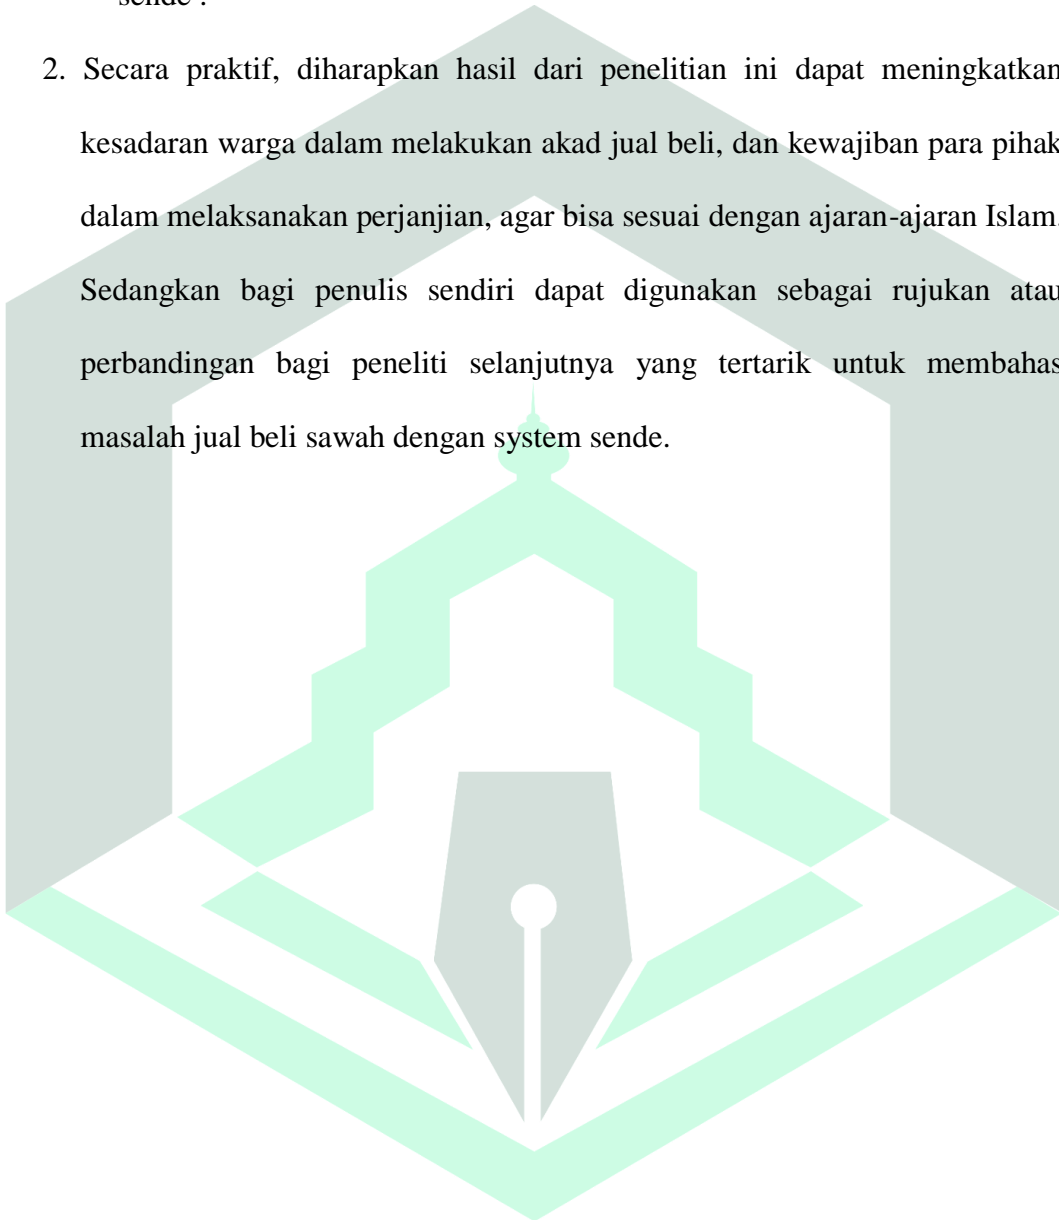 sende .
2. Secara praktif, diharapkan hasil dari penelitian ini dapat meningkatkan
kesadaran warga dalam melakukan akad jual beli, dan kewajiban para pihak
dalam melaksanakan perjanjian, agar bisa sesuai dengan ajaran-ajaran Islam.
Sedangkan bagi penulis sendiri dapat digunakan sebagai rujukan atau
perbandingan bagi peneliti selanjutnya yang tertarik untuk membahas
masalah jual beli sawah dengan system sende.